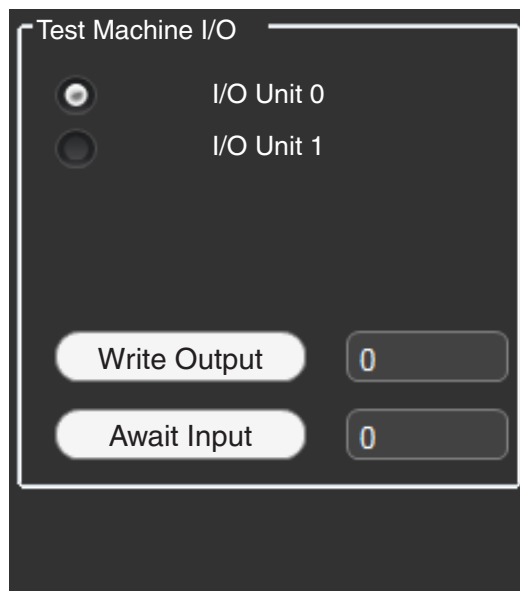 Test Machine I/O
I/O Unit 0
I/O Unit 1
Write Output 0
Await Input 0